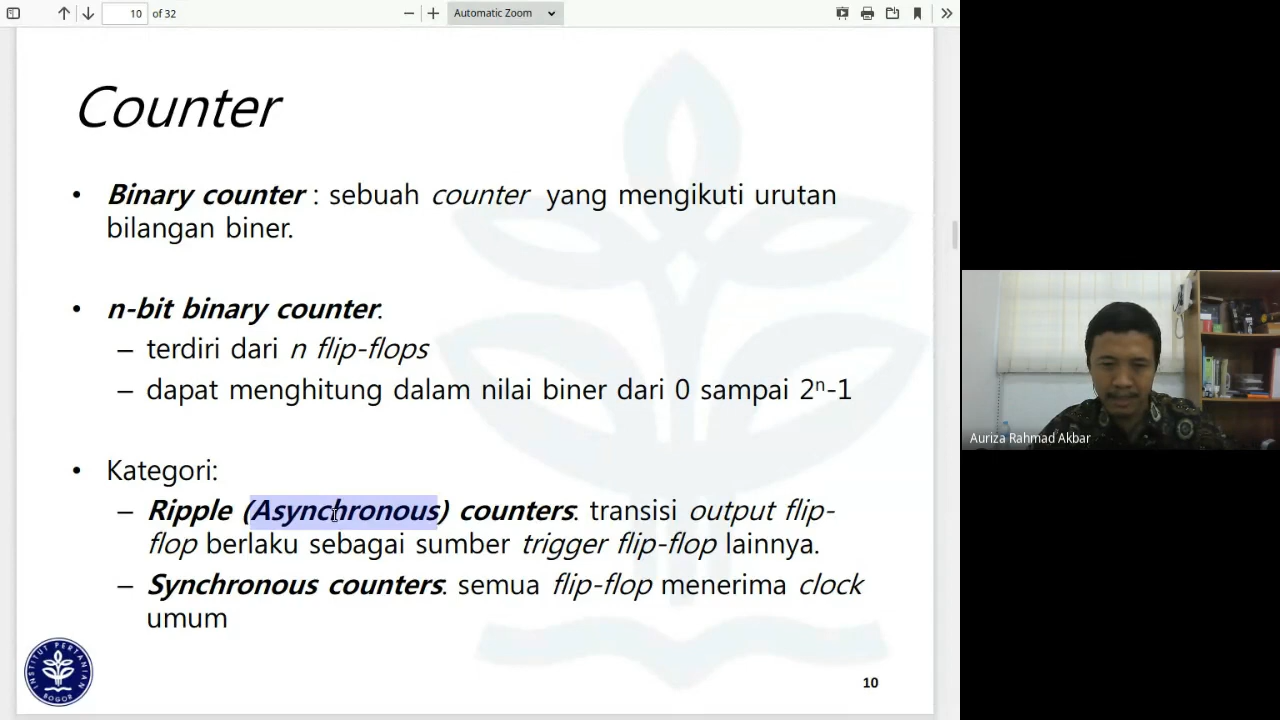 10 of 32
Automatic Zoom
Counter
• Binary counter : sebuah counter yang mengikuti urutan
bilangan biner.
• n-bit binary counter.
– terdiri dari n flip-flops
– dapat menghitung dalam nilai biner dari 0 sampai 2ⁿ-1
• Kategori:
– Ripple (Asynchronous) counters: transisi output flip-
flop berlaku sebagai sumber trigger flip-flop lainnya.
– Synchronous counters: semua flip-flop menerima clock
umum
INSTITUT PERTANIAN
BOGOR
10
Auriza Rahmad Akbar